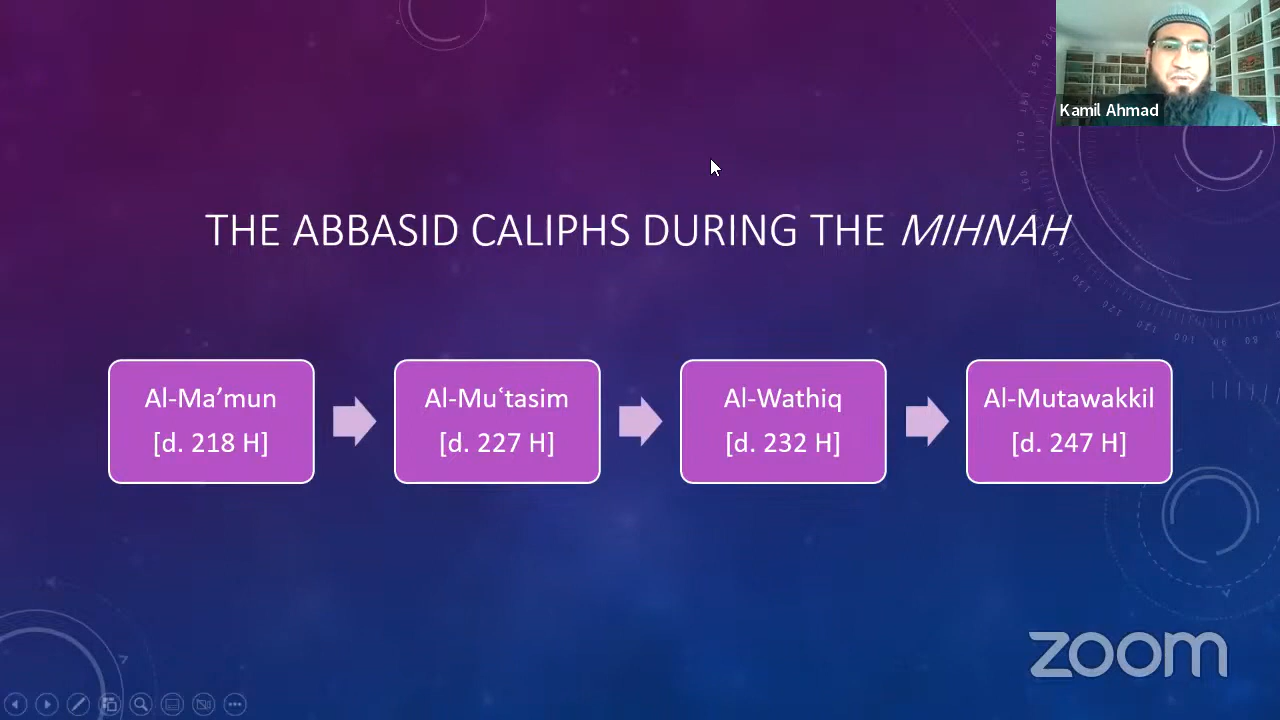 Kamil Ahmad
THE ABBASID CALIPHS DURING THE MIHNAH
Al-Ma’mun
[d. 218 H]
Al-Muʿtasim
[d. 227 H]
Al-Wathiq
[d. 232 H]
Al-Mutawakkil
[d. 247 H]
zoom